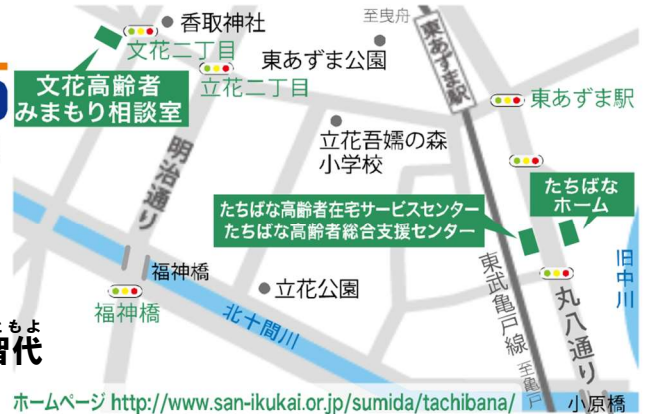 香取神社
至曳舟
文花二丁目
東あずま公園
東あずま駅
立花二丁目
文花高齢者
みまもり相談室
東あずま駅
立花吾嬬の森
小学校
明治通り
たちばな
ホーム
たちばな高齢者在宅サービスセンター
たちばな高齢者総合支援センター
旧中川
福神橋
東武亀戸線
立花公園
丸八通り
福神橋
北十間川
ともよ
智代
至亀戸
小原橋
ホームページ http://www.san-ikukai.or.jp/sumida/tachibana/